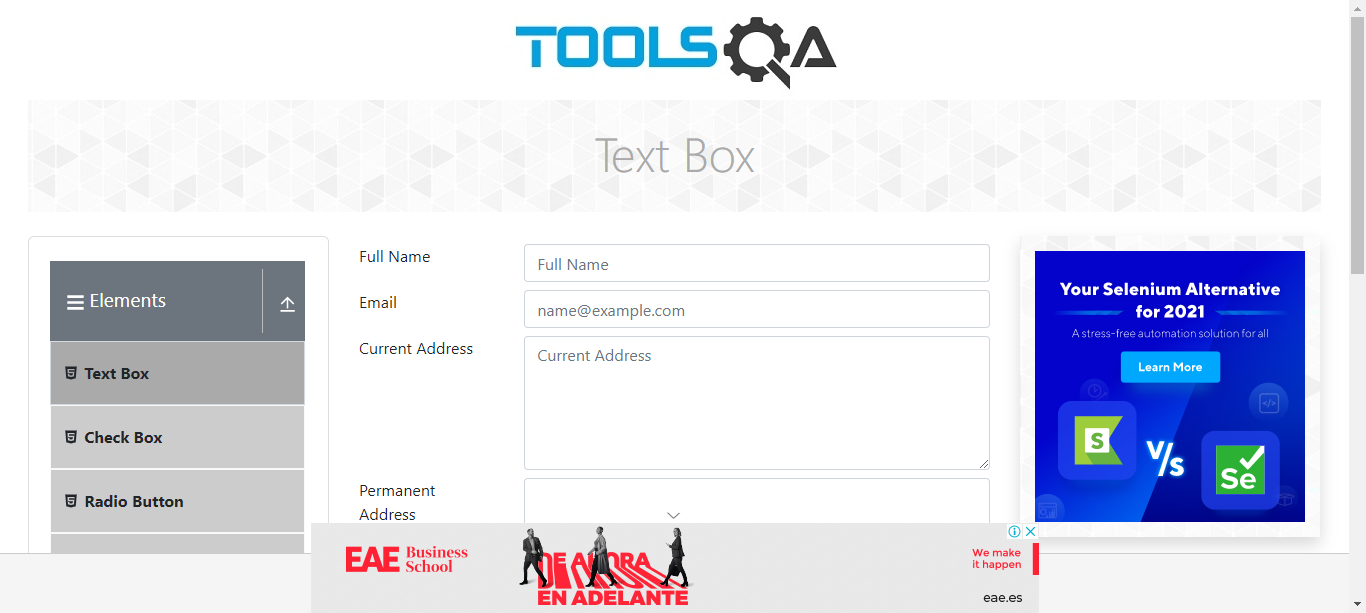 TOOLSQA
Text Box
Elements
Text Box
Check Box
Radio Button
Full Name
Full Name
Email
name@example.com
Current Address
Current Address
Permanent
Address
Your Selenium Alternative
for 2021
A stress-free automation solution for all
Learn More
S
V/s
Se
EAE Business
School
DE AHORA
EN ADELANTE
We make
it happen
eae.es